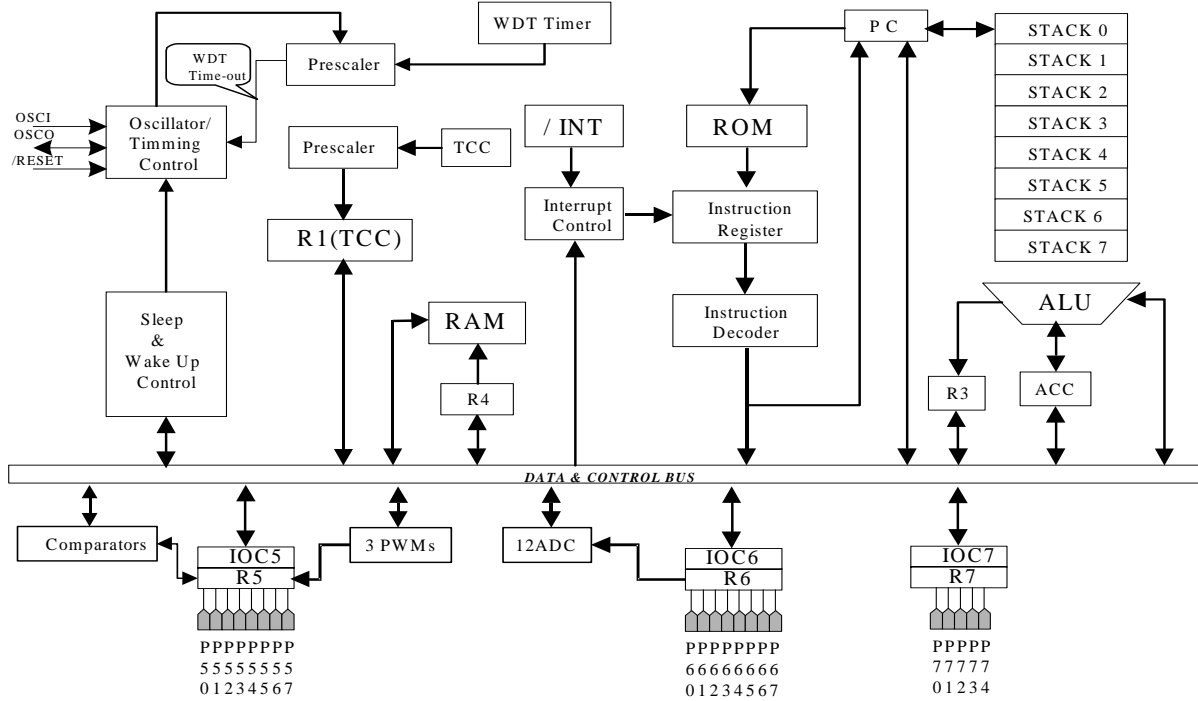 WDT Timer
P C
STACK 0
STACK 1
STACK 2
STACK 3
STACK 4
STACK 5
STACK 6
STACK 7
WDT
Time-out
Prescaler
OSCI
OSCO
/RESET
Oscillator/
Timming
Control
Prescaler
TCC
/ INT
ROM
R1(TCC)
Interrupt
Control
Instruction
Register
Sleep
&
Wake Up
Control
RAM
R4
Instruction
Decoder
ALU
R3
ACC
DATA & CONTROL BUS
Comparators
IOC5
R5
3 PWMs
12ADC
IOC6
R6
IOC7
R7
PPPPPPPP
55555555
01234567
PPPPPPPP
66666666
01234567
PPPPP
77777
01234